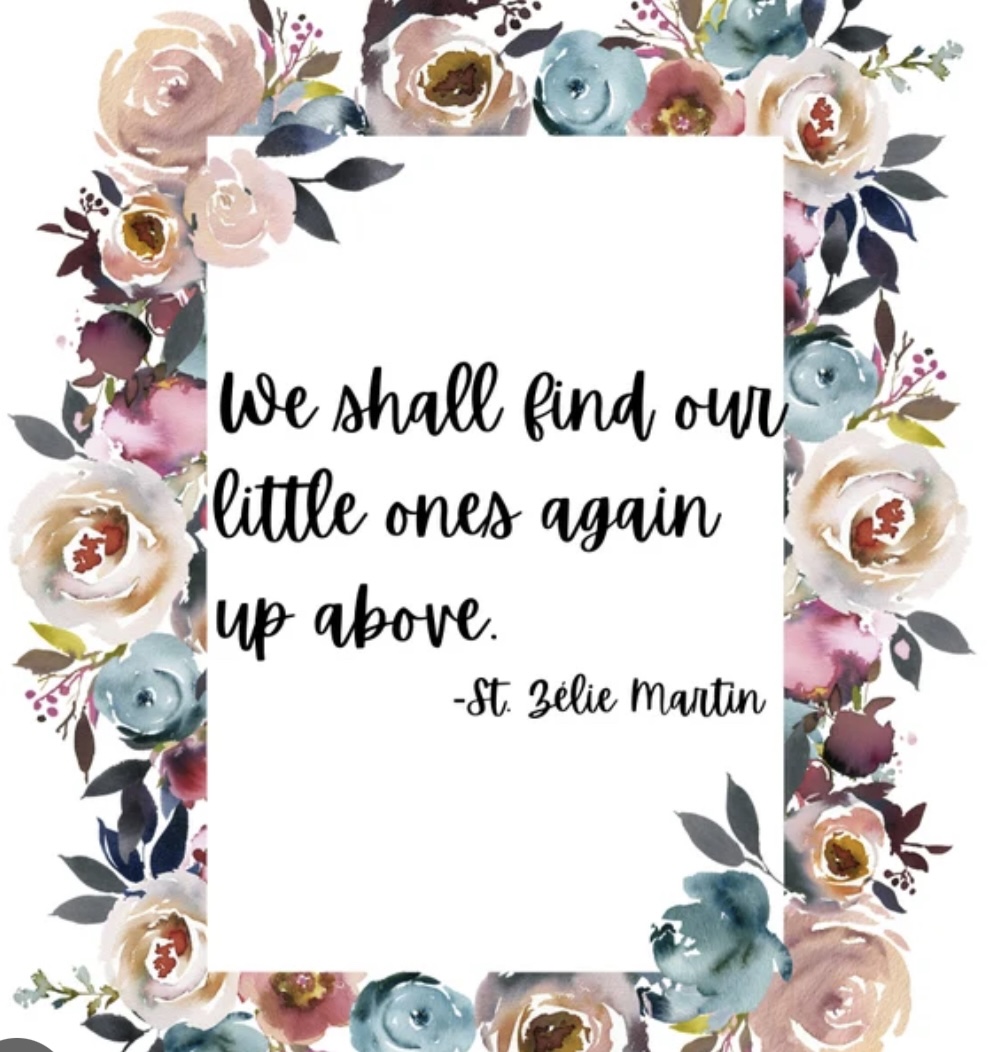 We shall find our
little ones again
up above.
-St. Zélie Martin